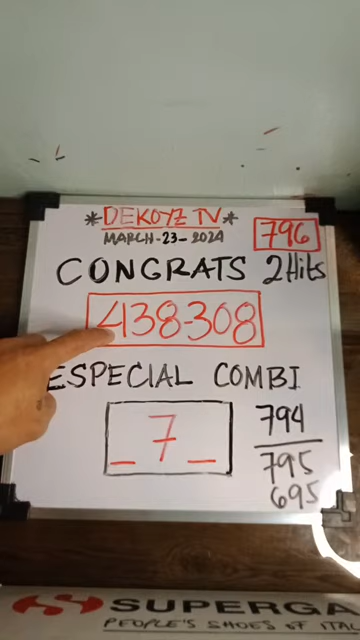 *DEKOYZ TV*
MARCH-23-2024
796
CONGRATS 2Hits
438-308
ESPECIAL COMBI
_ 7 _
794
795
695
SUPERGA
PEOPLE'S SHOES OF ITAL